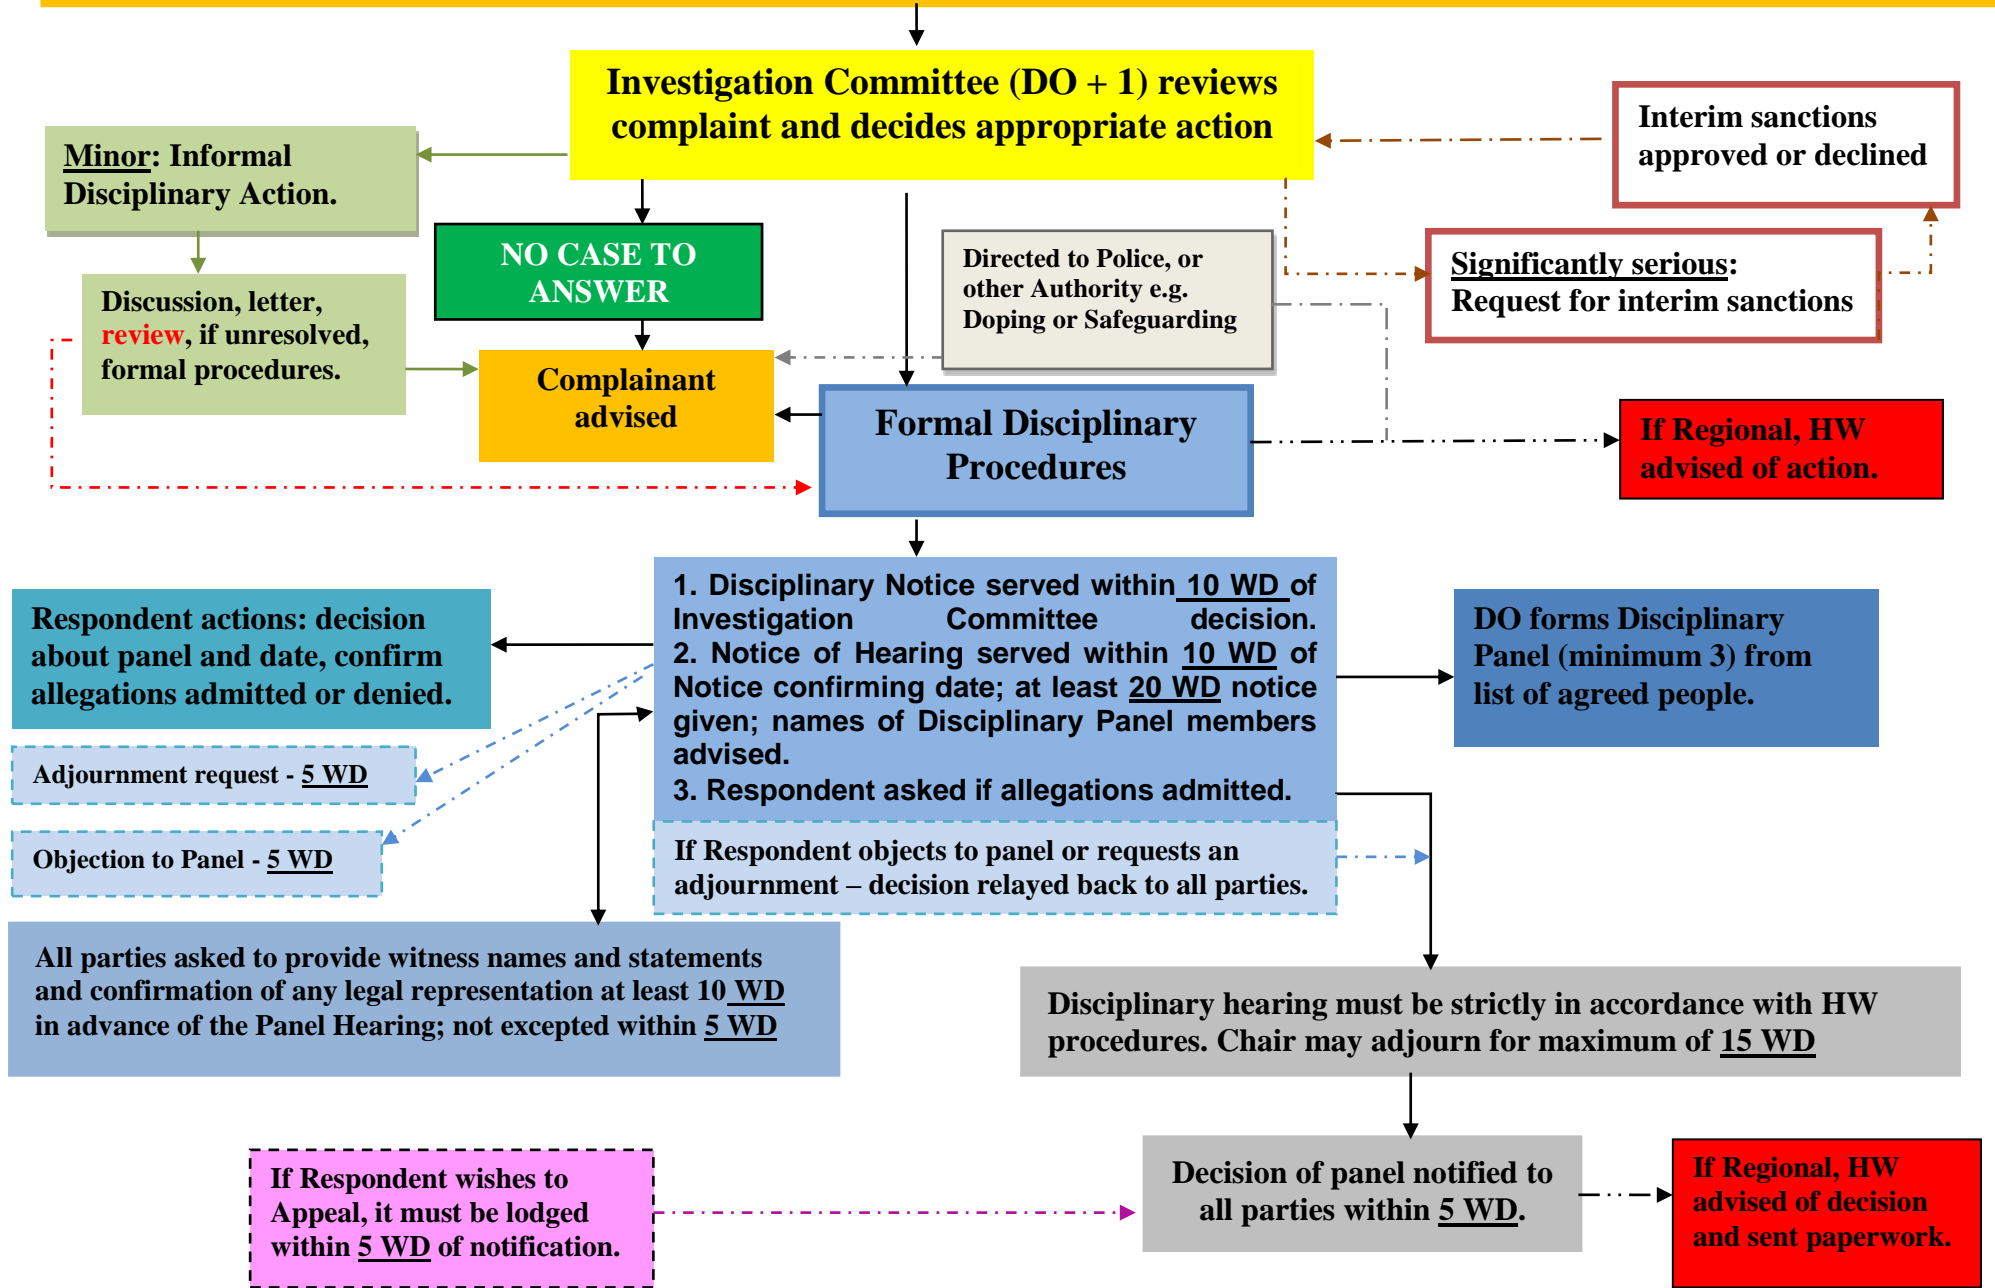 Investigation Committee (DO + 1) reviews
complaint and decides appropriate action
Interim sanctions
approved or declined
Minor: Informal
Disciplinary Action.
NO CASE TO
ANSWER
Directed to Police, or
other Authority e.g.
Doping or Safeguarding
Significantly serious:
Request for interim sanctions
Discussion, letter,
review, if unresolved,
formal procedures.
Complainant
advised
Formal Disciplinary
Procedures
If Regional, HW
advised of action.
1. Disciplinary Notice served within 10 WD of
Investigation Committee decision.
2. Notice of Hearing served within 10 WD of
Notice confirming date; at least 20 WD notice
given; names of Disciplinary Panel members
advised.
3. Respondent asked if allegations admitted.
Respondent actions: decision
about panel and date, confirm
allegations admitted or denied.
DO forms Disciplinary
Panel (minimum 3) from
list of agreed people.
Adjournment request - 5 WD
Objection to Panel - 5 WD
If Respondent objects to panel or requests an
adjournment – decision relayed back to all parties.
All parties asked to provide witness names and statements
and confirmation of any legal representation at least 10 WD
in advance of the Panel Hearing; not excepted within 5 WD
Disciplinary hearing must be strictly in accordance with HW
procedures. Chair may adjourn for maximum of 15 WD
If Respondent wishes to
Appeal, it must be lodged
within 5 WD of notification.
Decision of panel notified to
all parties within 5 WD.
If Regional, HW
advised of decision
and sent paperwork.